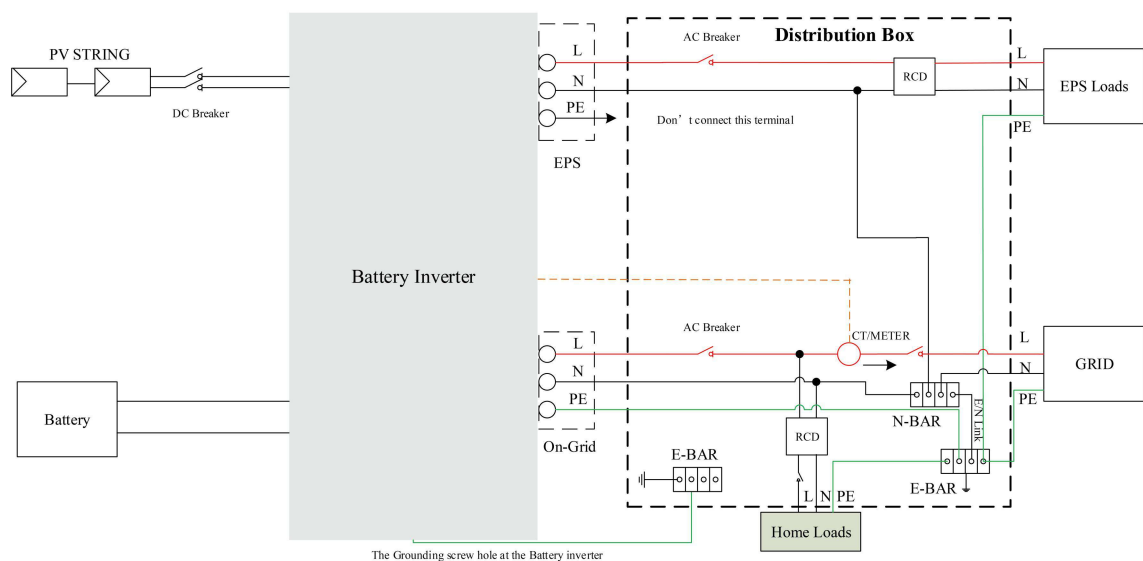 PV STRING
DC Breaker
L
N
PE
EPS
AC Breaker
Distribution Box
RCD
L
N
PE
EPS Loads
Don’t connect this terminal
Battery Inverter
Battery
L
N
PE
On-Grid
AC Breaker
CT/METER
L
N
PE
GRID
N-BAR
E/N Link
RCD
E-BAR
E-BAR
L N PE
Home Loads
The Grounding screw hole at the Battery inverter